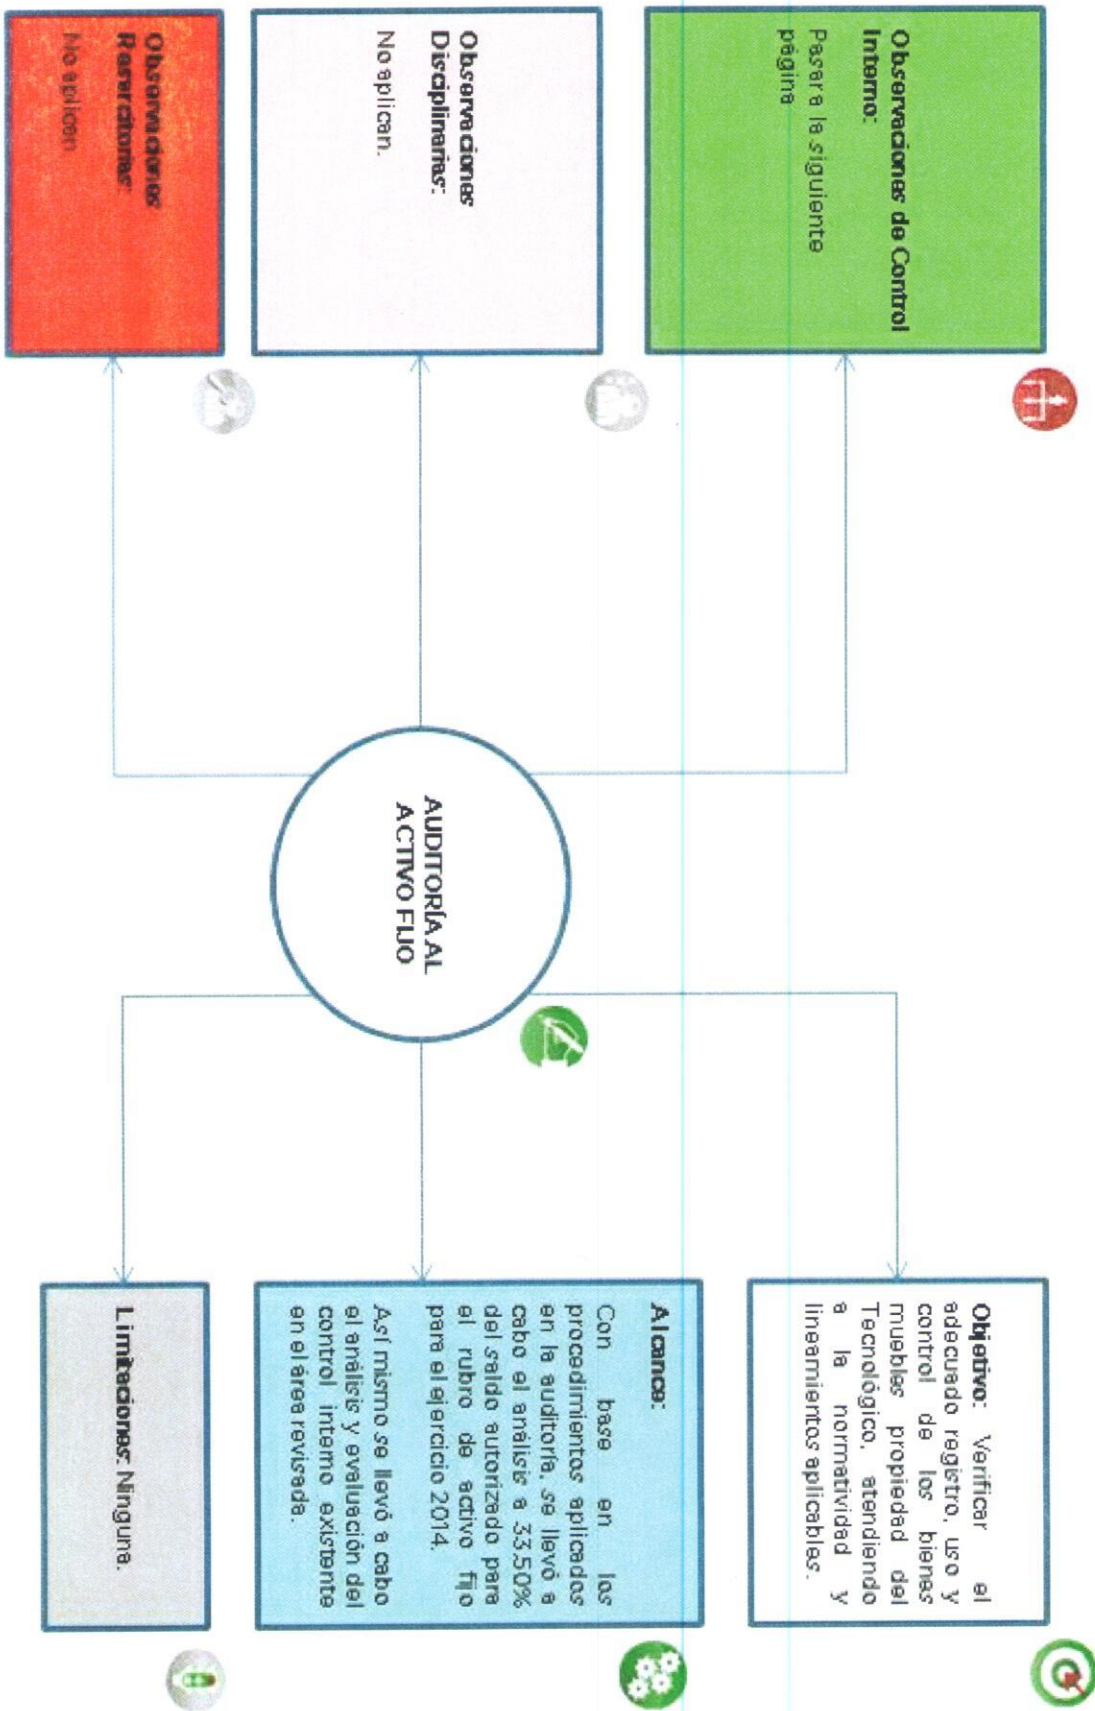 Observaciones de Control
Interno:
Pasar a la siguiente
página
Observaciones
Disciplinarias:
No aplican.
Observaciones
Resarcitorias:
No aplican
AUDITORÍA AL
ACTIVO FIJO
Objetivo: Verificar el
adecuado registro, uso y
control de los bienes
muebles propiedad del
Tecnológico, atendiendo
a la normatividad y
lineamientos aplicables.
Alcance:
Con base en los
procedimientos aplicados
en la auditoría, se llevó a
cabo el análisis a 33.50%
del saldo autorizado para
el rubro de activo fijo
para el ejercicio 2014.
Así mismo se llevó a cabo
el análisis y evaluación del
control interno existente
en el área revisada.
Limitaciones: Ninguna.